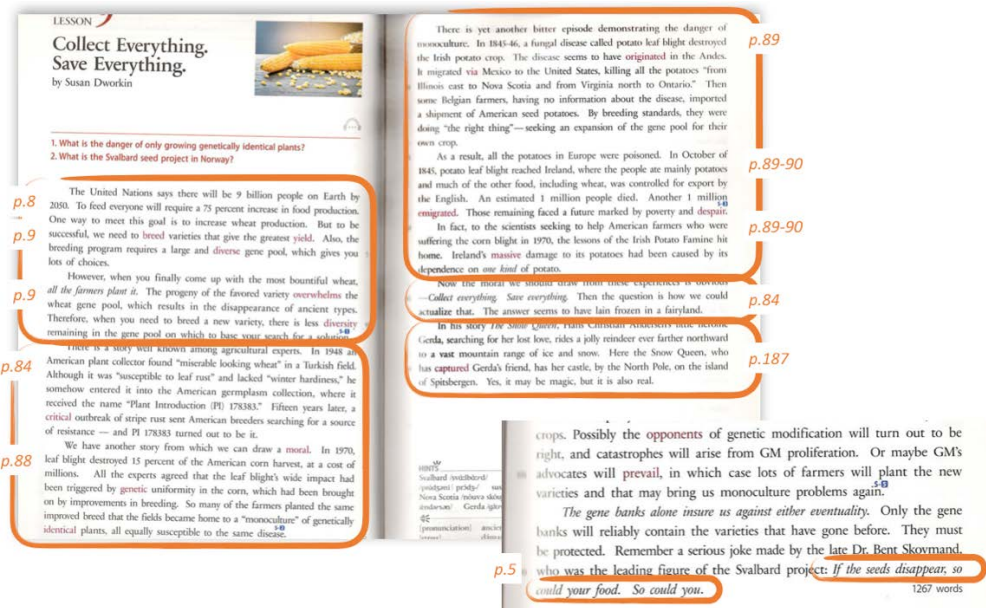 LESSON 9
Collect Everything.
Save Everything.
by Susan Dworkin
1. What is the danger of only growing genetically identical plants?
2. What is the Svalbard seed project in Norway?
p.8
The United Nations says there will be 9 billion people on Earth by
2050. To feed everyone will require a 75 percent increase in food production.
One way to meet this goal is to increase wheat production. But to be
p.9
successful, we need to breed varieties that give the greatest yield. Also, the
breeding program requires a large and diverse gene pool, which gives you
lots of choices.
However, when you finally come up with the most bountiful wheat,
all the farmers plant it. The progeny of the favored variety overwhelms the
p.9
wheat gene pool, which results in the disappearance of ancient types.
Therefore, when you need to breed a new variety, there is less diversity
remaining in the gene pool on which to base your search for a solution.
There is a story well known among agricultural experts. In 1948 an
p.84
American plant collector found “miserable looking wheat” in a Turkish field.
Although it was “susceptible to leaf rust” and lacked “winter hardiness,” he
somehow entered it into the American germplasm collection, where it
received the name “Plant Introduction (PI) 178383.” Fifteen years later, a
critical outbreak of stripe rust sent American breeders searching for a source
of resistance — and PI 178383 turned out to be it.
We have another story from which we can draw a moral. In 1970,
p.88
leaf blight destroyed 15 percent of the American corn harvest, at a cost of
millions. All the experts agreed that the leaf blight’s wide impact had
been triggered by genetic uniformity in the corn, which had been brought
on by improvements in breeding. So many of the farmers planted the same
improved breed that the fields became home to a “monoculture” of genetically
identical plants, all equally susceptible to the same disease.
There is yet another bitter episode demonstrating the danger of
p.89
monoculture. In 1845-46, a fungal disease called potato leaf blight destroyed
the Irish potato crop. The disease seems to have originated in the Andes.
It migrated via Mexico to the United States, killing all the potatoes “from
Illinois east to Nova Scotia and from Virginia north to Ontario.” Then
some Belgian farmers, having no information about the disease, imported
a shipment of American seed potatoes. By breeding standards, they were
doing “the right thing”—seeking an expansion of the gene pool for their
own crop.
As a result, all the potatoes in Europe were poisoned. In October of
p.89-90
1845, potato leaf blight reached Ireland, where the people ate mainly potatoes
and much of the other food, including wheat, was controlled for export by
the English. An estimated 1 million people died. Another 1 million
emigrated. Those remaining faced a future marked by poverty and despair.
In fact, to the scientists seeking to help American farmers who were
p.89-90
suffering the corn blight in 1970, the lessons of the Irish Potato Famine hit
home. Ireland’s massive damage to its potatoes had been caused by its
dependence on one kind of potato.
Now the moral we should draw from these experiences is obvious
—Collect everything. Save everything. Then the question is how we could
p.84
actualize that. The answer seems to have lain frozen in a fairyland.
In his story The Snow Queen, Hans Christian Andersen’s little heroine
Gerda, searching for her lost love, rides a jolly reindeer ever farther northward
to a vast mountain range of ice and snow. Here the Snow Queen, who
p.187
has captured Gerda’s friend, has her castle, by the North Pole, on the island
of Spitsbergen. Yes, it may be magic, but it is also real.
HINTS
Svalbard
Nova Scotia
Gerda
crops. Possibly the opponents of genetic modification will turn out to be
right, and catastrophes will arise from GM proliferation. Or maybe GM’s
advocates will prevail, in which case lots of farmers will plant the new
varieties and that may bring us monoculture problems again.
The gene banks alone insure us against either eventuality. Only the gene
banks will reliably contain the varieties that have gone before. They must
be protected. Remember a serious joke made by the late Dr. Bent Skovmand,
p.5
who was the leading figure of the Svalbard project: If the seeds disappear, so
could your food. So could you.
1267 words